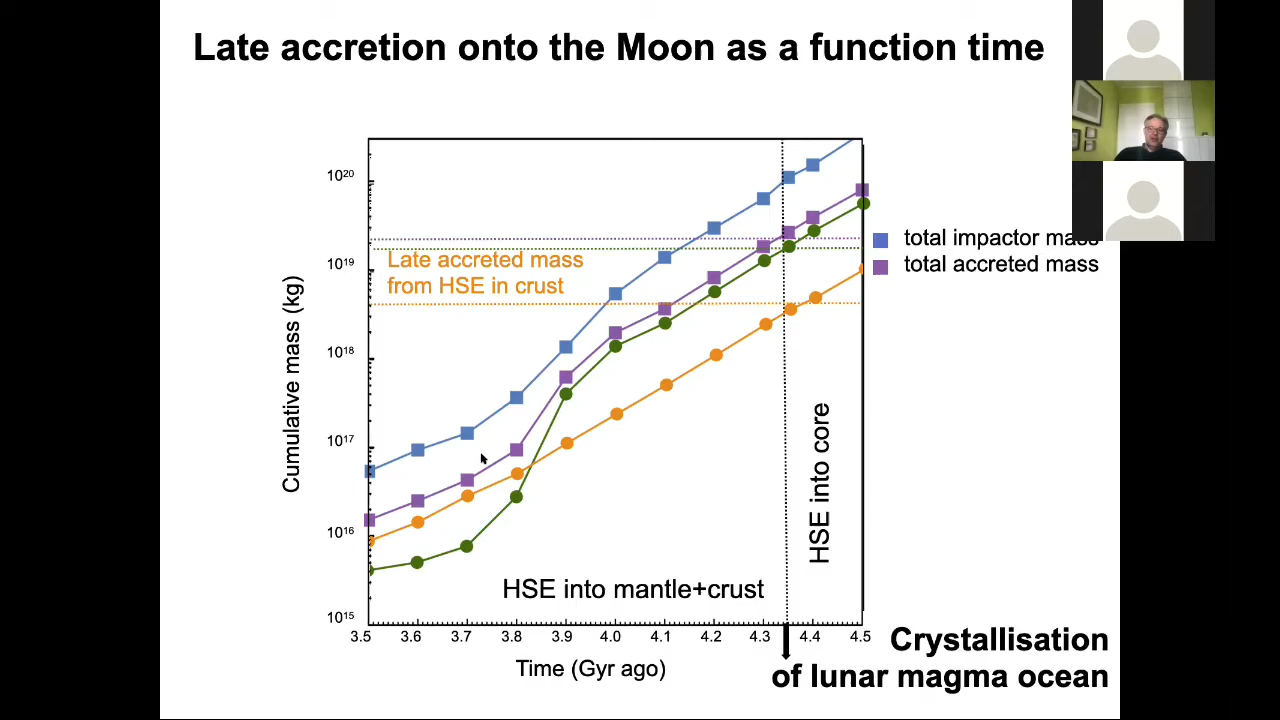 Late accretion onto the Moon as a function time
total impactor mass
total accreted mass
Late accreted mass
from HSE in crust
Cumulative mass (kg)
10²⁰
10¹⁹
10¹⁸
10¹⁷
10¹⁶
10¹⁵
HSE into core
HSE into mantle+crust
3.5 3.6 3.7 3.8 3.9 4.0 4.1 4.2 4.3 4.4 4.5
Time (Gyr ago)
Crystallisation
of lunar magma ocean